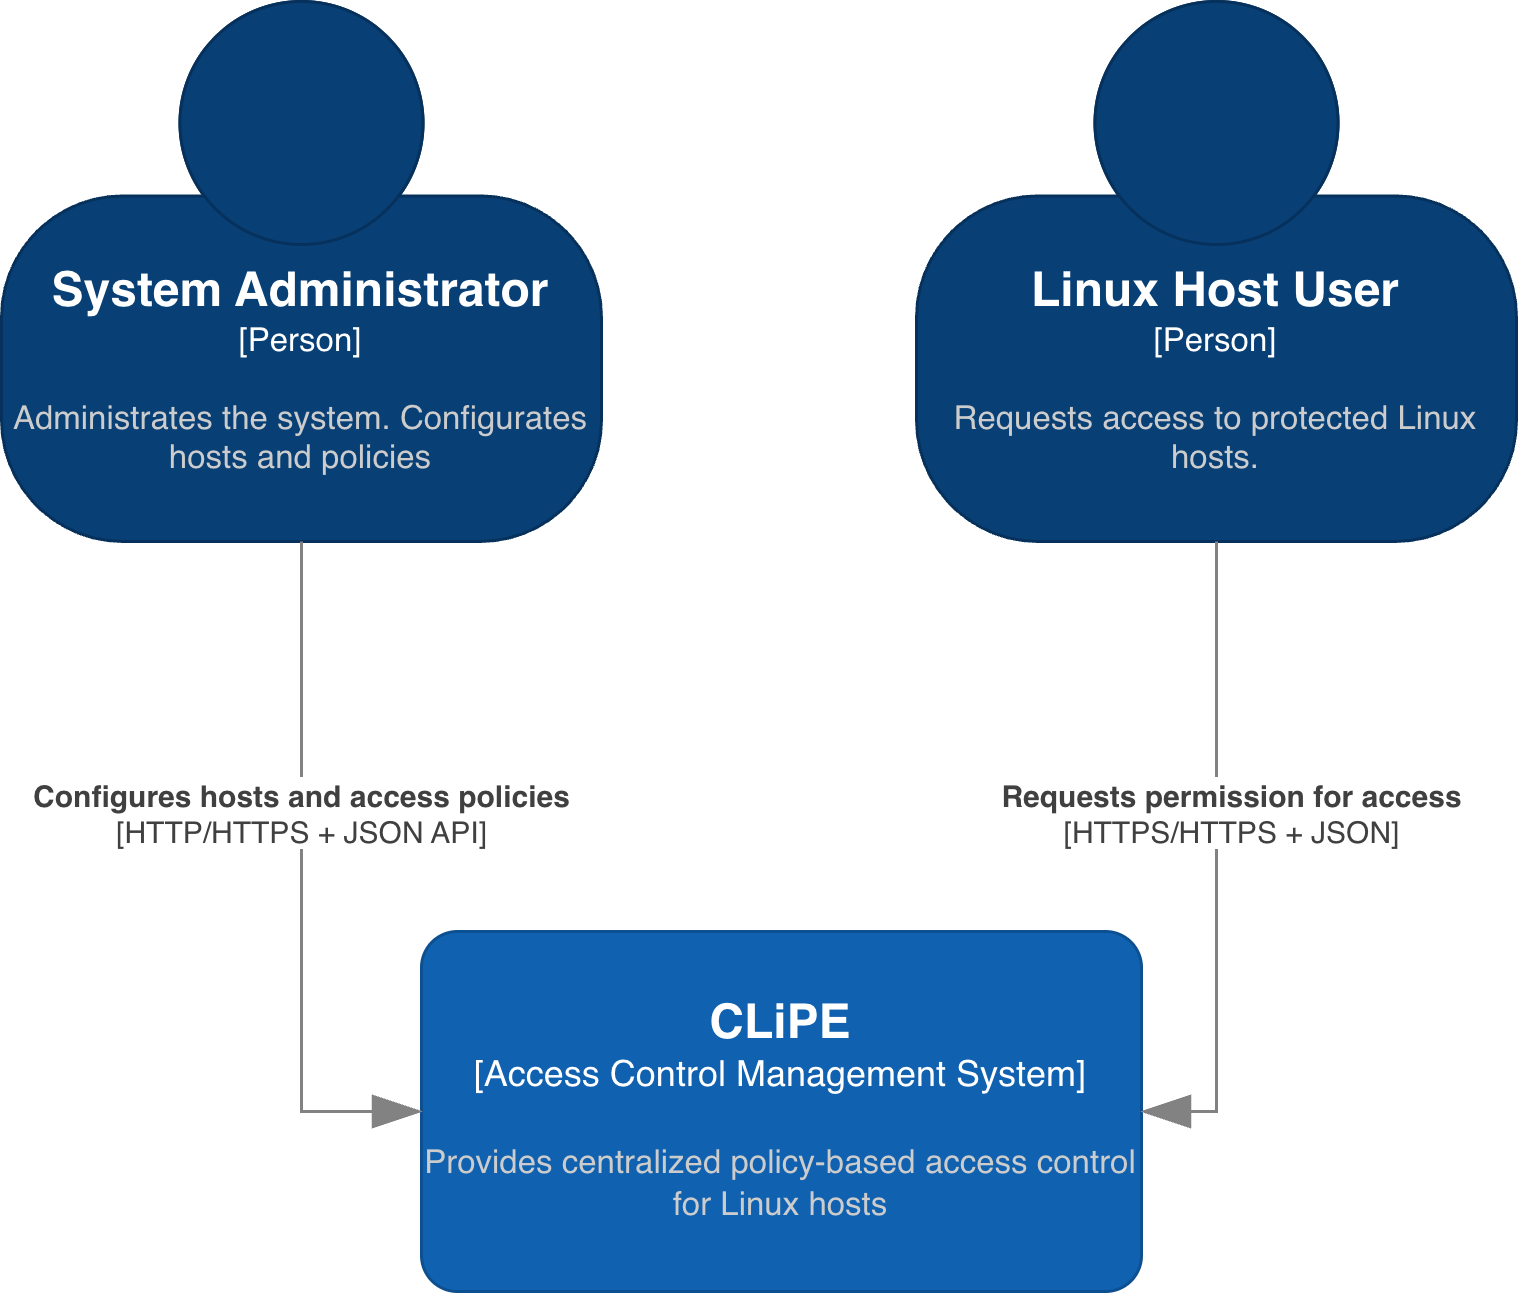 System Administrator
[Person]
Administrates the system. Configurates
hosts and policies
Linux Host User
[Person]
Requests access to protected Linux
hosts.
Configures hosts and access policies
[HTTP/HTTPS + JSON API]
Requests permission for access
[HTTPS/HTTPS + JSON]
CLiPE
[Access Control Management System]
Provides centralized policy-based access control
for Linux hosts